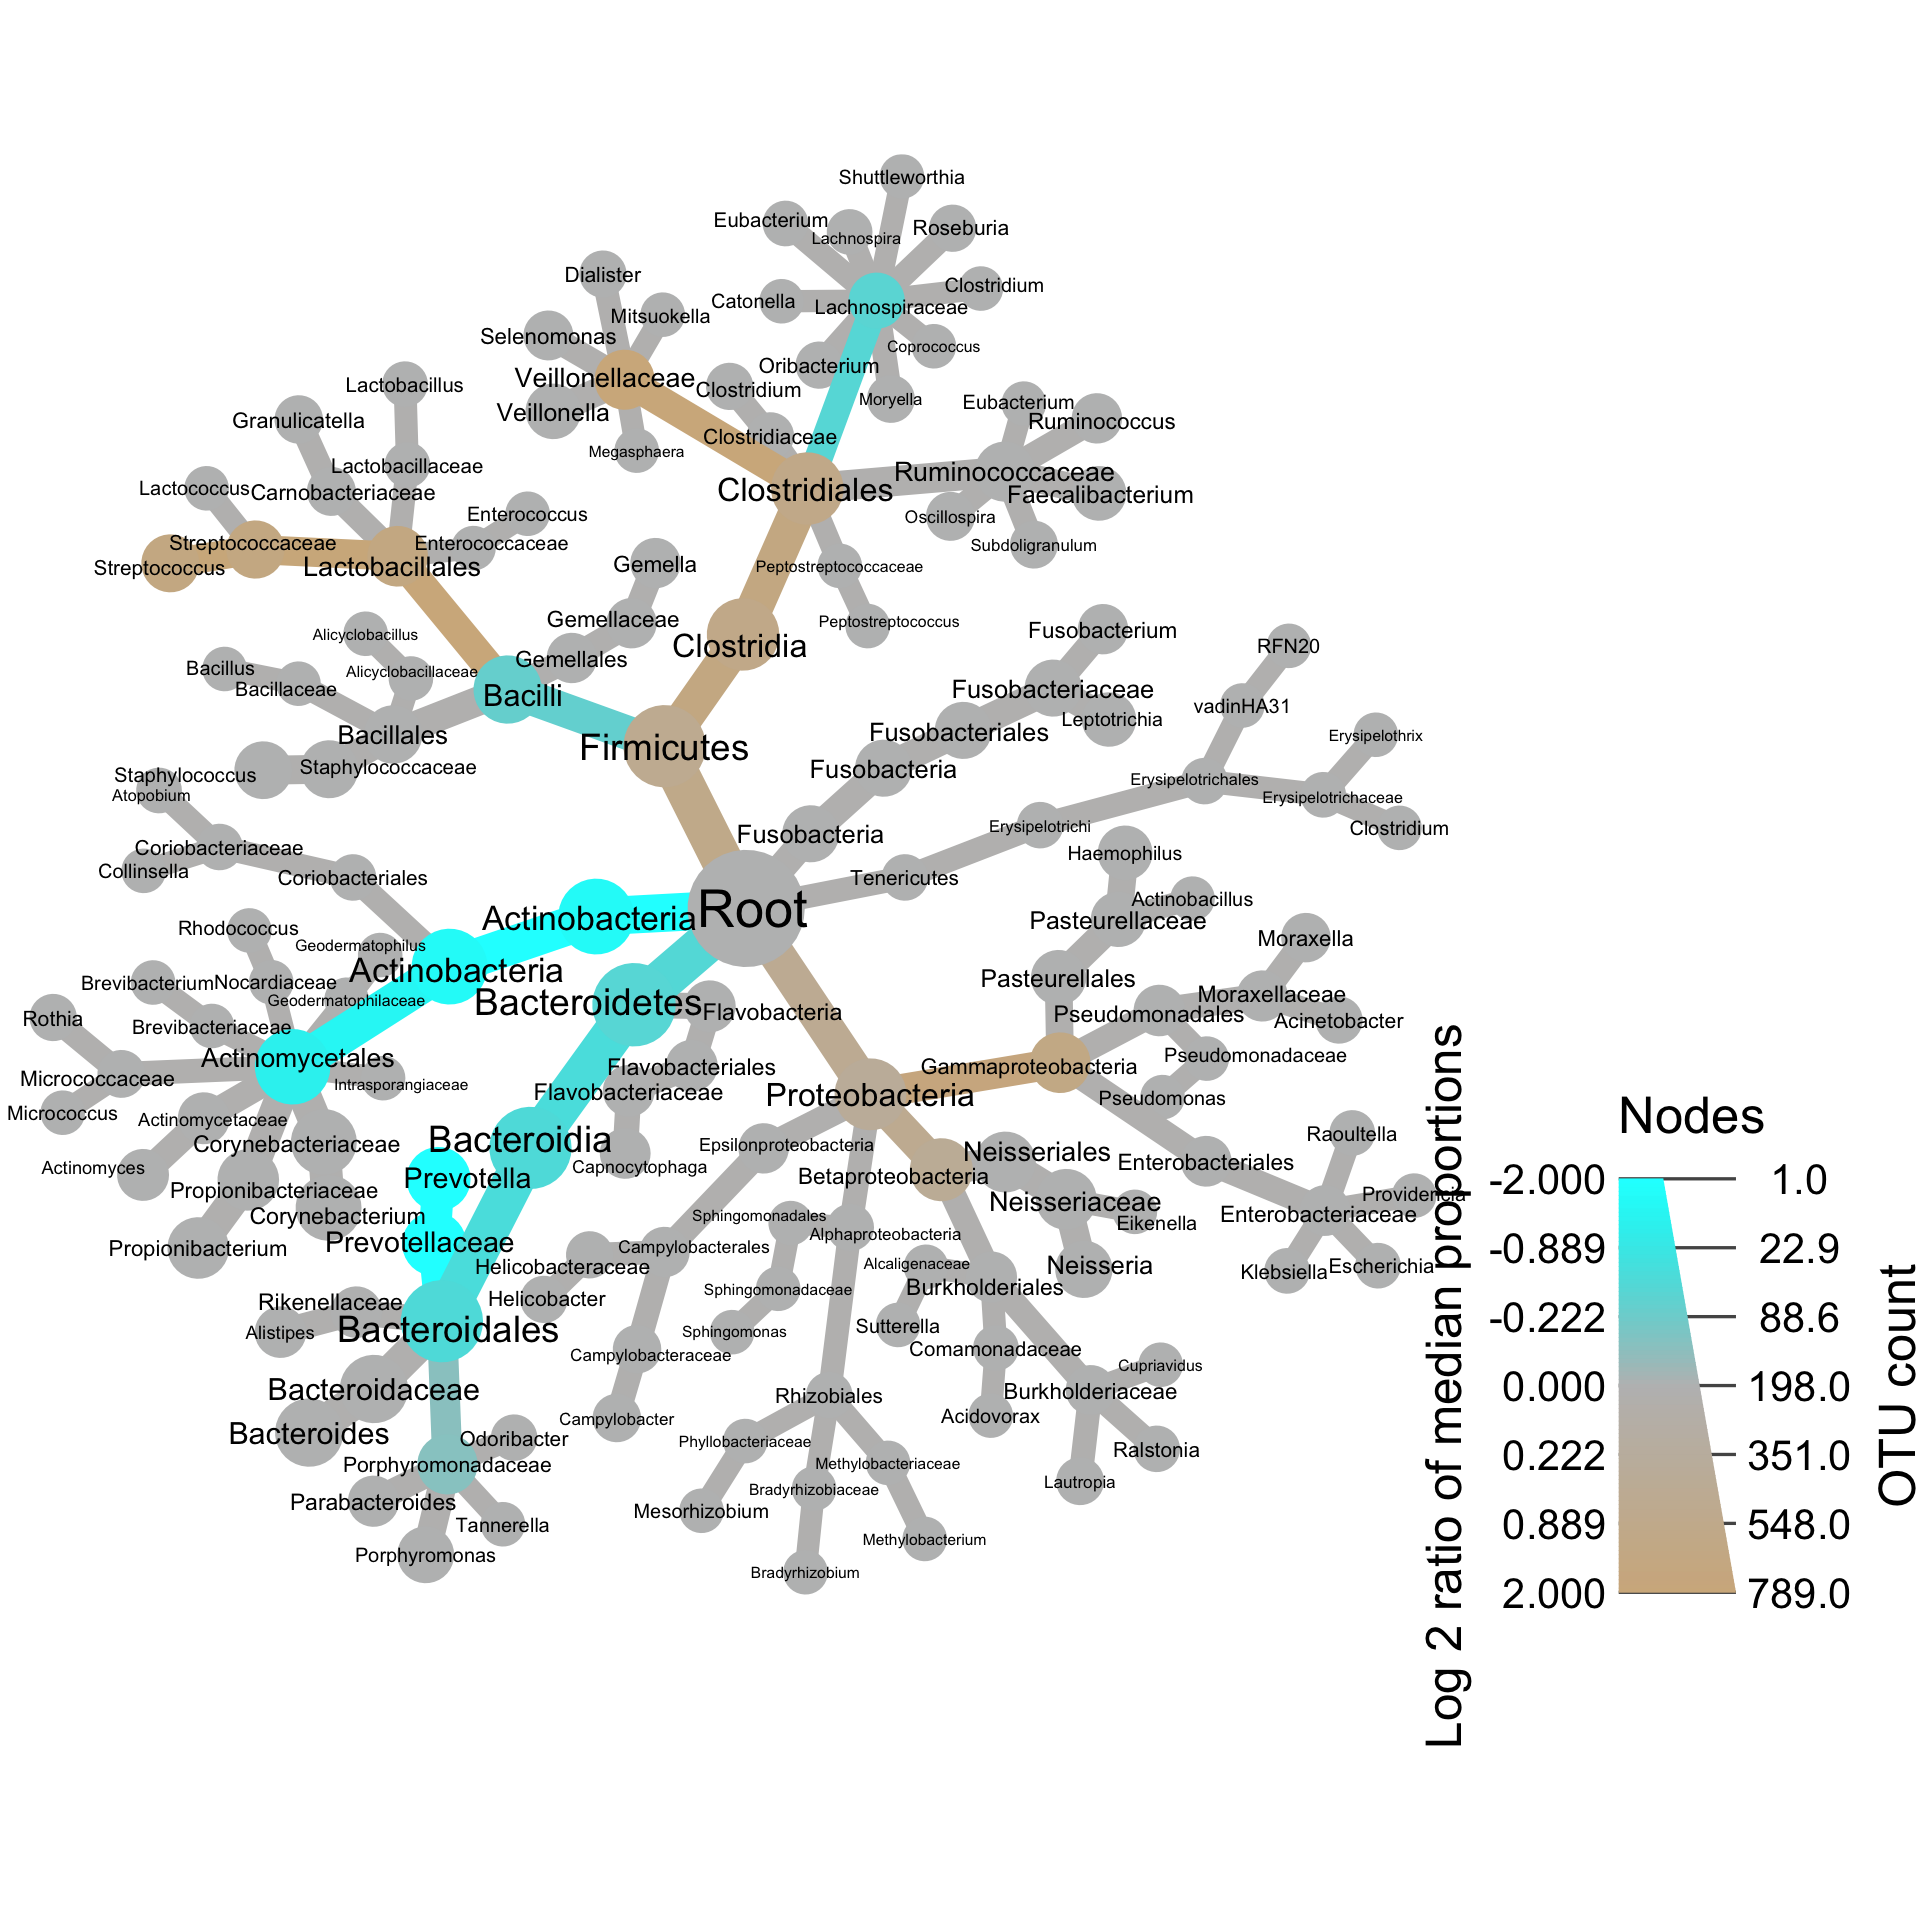 Shuttleworthia
Eubacterium
Lachnospira
Roseburia
Dialister
Clostridium
Catonella
Lachnospiraceae
Mitsuokella
Selenomonas
Coprococcus
Oribacterium
Veillonellaceae
Clostridium
Moryella
Eubacterium
Lactobacillus
Veillonella
Ruminococcus
Granulicatella
Clostridiaceae
Megasphaera
Lactobacillaceae
Ruminococcaceae
Clostridiales
Faecalibacterium
Lactococcus
Carnobacteriaceae
Enterococcus
Oscillospira
Streptococcaceae
Enterococcaceae
Subdoligranulum
Streptococcus
Lactobacillales
Gemella
Peptostreptococcaceae
Gemellaceae
Peptostreptococcus
Alicyclobacillus
Fusobacterium
Clostridia
RFN20
Gemellales
Bacillus
Alicyclobacillaceae
Bacillaceae
Bacilli
Fusobacteriaceae
vadinHA31
Leptotrichia
Bacillales
Fusobacteriales
Erysipelothrix
Firmicutes
Staphylococcaceae
Fusobacteria
Staphylococcus
Erysipelotrichales
Atopobium
Erysipelotrichaceae
Erysipelotrichi
Clostridium
Fusobacteria
Coriobacteriaceae
Haemophilus
Collinsella
Coriobacteriales
Tenericutes
Actinobacillus
Root
Actinobacteria
Pasteurellaceae
Rhodococcus
Moraxella
Geodermatophilus
Actinobacteria
Pasteurellales
Brevibacterium
Nocardiaceae
Moraxellaceae
Geodermatophilaceae
Bacteroidetes
Flavobacteria
Pseudomonadales
Rothia
Acinetobacter
Brevibacteriaceae
Actinomycetales
Pseudomonadaceae
Flavobacteriales
Gammaproteobacteria
Micrococcaceae
Intrasporangiaceae
Flavobacteriaceae
Proteobacteria
Pseudomonas
Micrococcus
Actinomycetaceae
Raoultella
Corynebacteriaceae
Bacteroidia
Epsilonproteobacteria
Neisseriales
Enterobacteriales
Actinomyces
Capnocytophaga
Prevotella
Betaproteobacteria
Propionibacteriaceae
Providencia
Neisseriaceae
Corynebacterium
Sphingomonadales
Enterobacteriaceae
Eikenella
Alphaproteobacteria
Prevotellaceae
Propionibacterium
Campylobacterales
Helicobacteraceae
Alcaligenaceae
Neisseria
Klebsiella
Escherichia
Sphingomonadaceae
Burkholderiales
Helicobacter
Rikenellaceae
Alistipes
Bacteroidales
Sphingomonas
Sutterella
Comamonadaceae
Campylobacteraceae
Cupriavidus
Bacteroidaceae
Rhizobiales
Burkholderiaceae
Campylobacter
Acidovorax
Bacteroides
Odoribacter
Phyllobacteriaceae
Ralstonia
Porphyromonadaceae
Methylobacteriaceae
Lautropia
Bradyrhizobiaceae
Parabacteroides
Mesorhizobium
Tannerella
Methylobacterium
Porphyromonas
Bradyrhizobium
Nodes
-2.000 1.0
-0.889 22.9
-0.222 88.6
0.000 198.0
0.222 351.0
0.889 548.0
2.000 789.0
Log 2 ratio of median proportions
OTU count